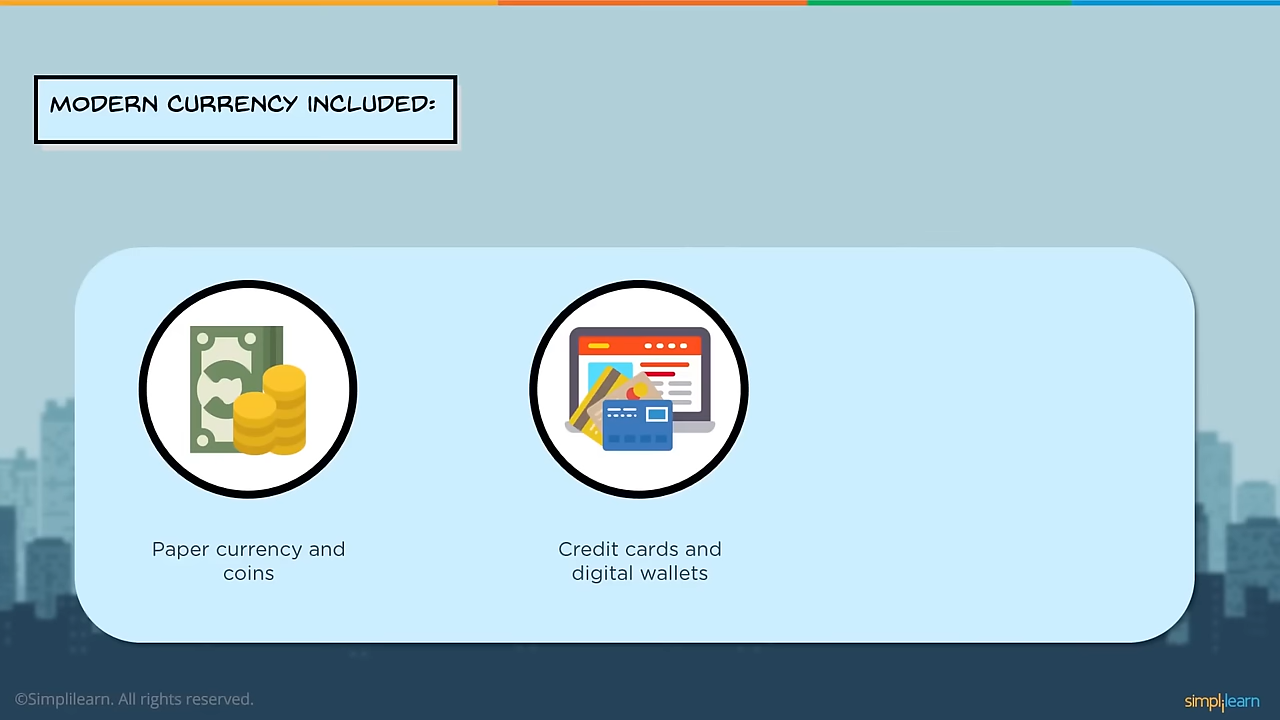 MODERN CURRENCY INCLUDED:
Paper currency and
coins
Credit cards and
digital wallets
©Simplilearn. All rights reserved.
simplilearn